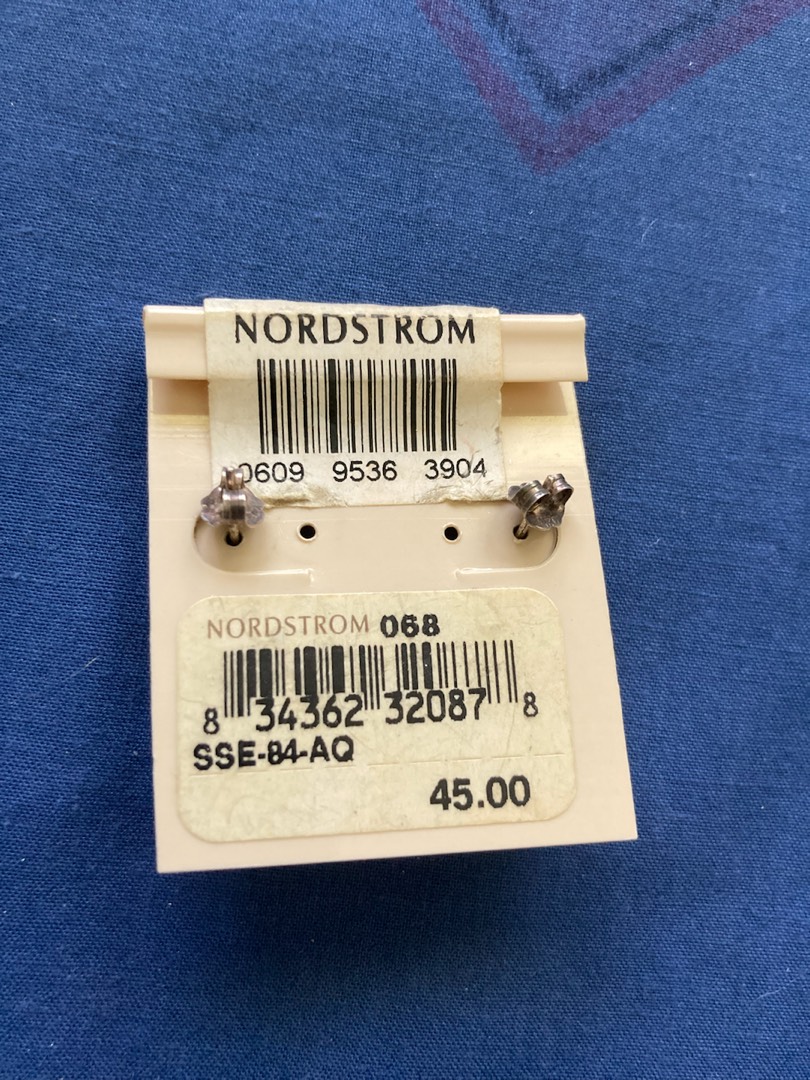 NORDSTROM
0609 9536 3904
NORDSTROM 068
8 34362 32087 8
SSE-84-AQ
45.00